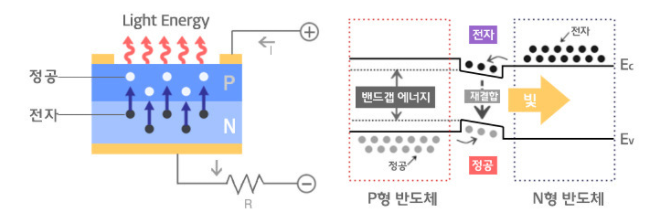 Light Energy
I
정공
P
전자
N
R
전자
전자
Ec
밴드갭 에너지
재결합
빛
Ev
정공
정공
P형 반도체
N형 반도체